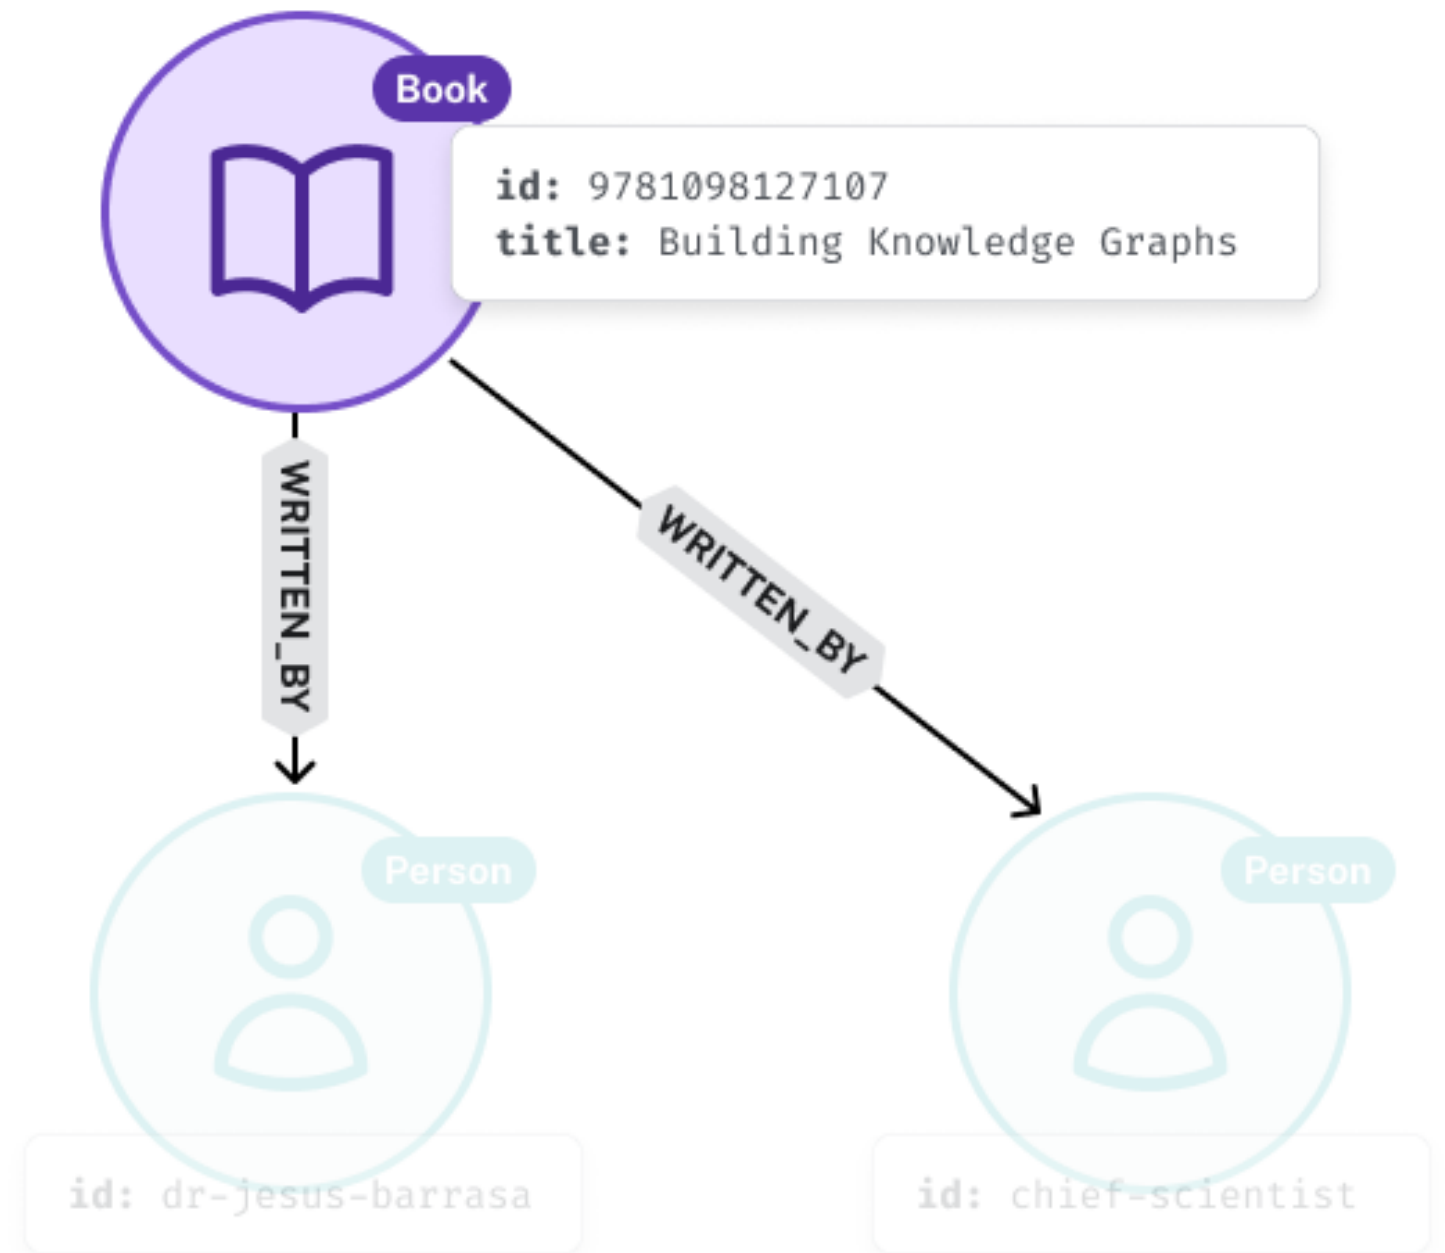 Book
id: 9781098127107
title: Building Knowledge Graphs
WRITTEN_BY
WRITTEN_BY
Person
Person
id: dr-jesus-barrasa
id: chief-scientist